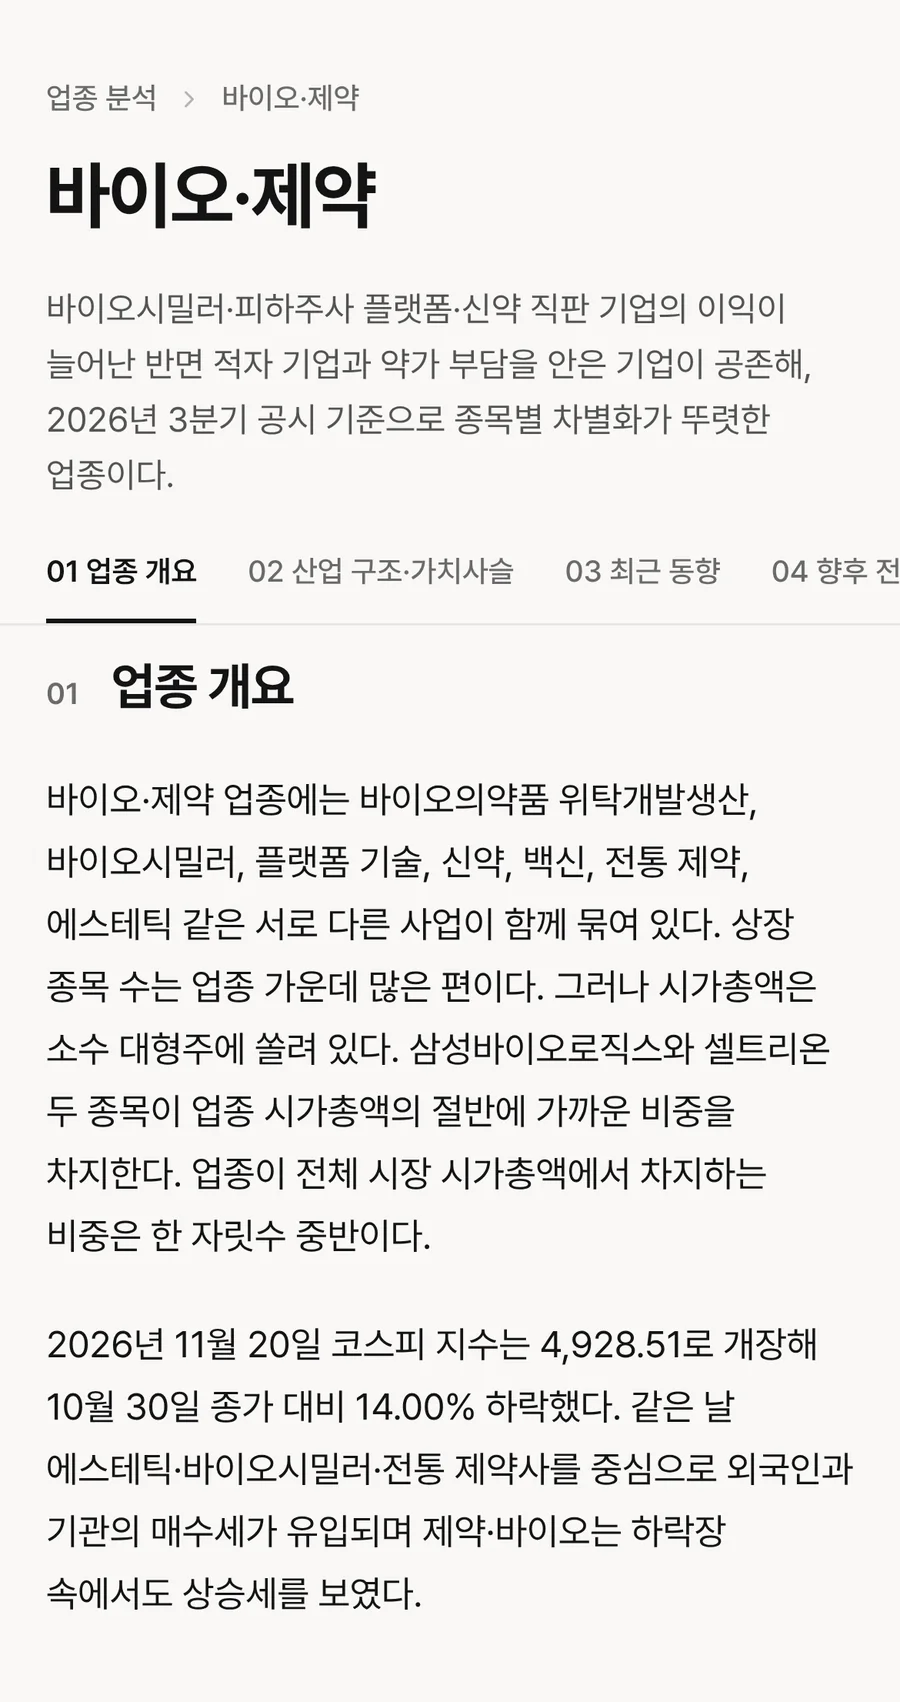 업종 분석 > 바이오·제약
바이오·제약
바이오시밀러·피하주사 플랫폼·신약 직판 기업의 이익이
늘어난 반면 적자 기업과 약가 부담을 안은 기업이 공존해,
2026년 3분기 공시 기준으로 종목별 차별화가 뚜렷한
업종이다.
01 업종 개요 02 산업 구조·가치사슬 03 최근 동향 04 향후 전
01 업종 개요
바이오·제약 업종에는 바이오의약품 위탁개발생산,
바이오시밀러, 플랫폼 기술, 신약, 백신, 전통 제약,
에스테틱 같은 서로 다른 사업이 함께 묶여 있다. 상장
종목 수는 업종 가운데 많은 편이다. 그러나 시가총액은
소수 대형주에 쏠려 있다. 삼성바이오로직스와 셀트리온
두 종목이 업종 시가총액의 절반에 가까운 비중을
차지한다. 업종이 전체 시장 시가총액에서 차지하는
비중은 한 자릿수 중반이다.
2026년 11월 20일 코스피 지수는 4,928.51로 개장해
10월 30일 종가 대비 14.00% 하락했다. 같은 날
에스테틱·바이오시밀러·전통 제약사를 중심으로 외국인과
기관의 매수세가 유입되며 제약·바이오는 하락장
속에서도 상승세를 보였다.